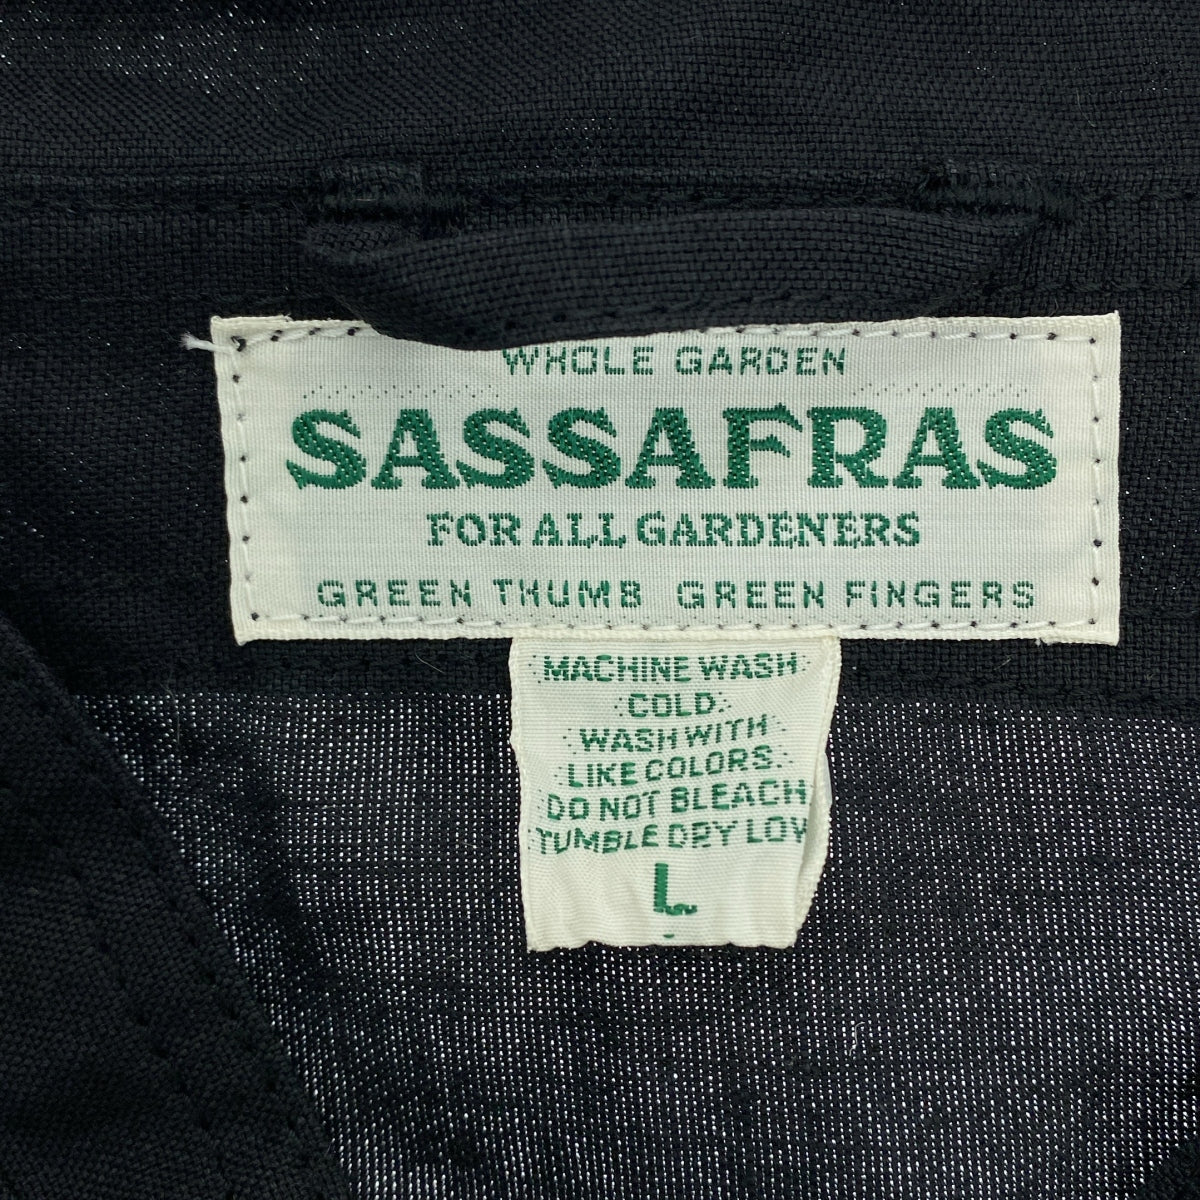 WHOLE GARDEN
SASSAFRAS
FOR ALL GARDENERS
GREEN THUMB GREEN FINGERS
MACHINE WASH
COLD
WASH WITH
LIKE COLORS.
DO NOT BLEACH
TUMBLE DRY LOW
L